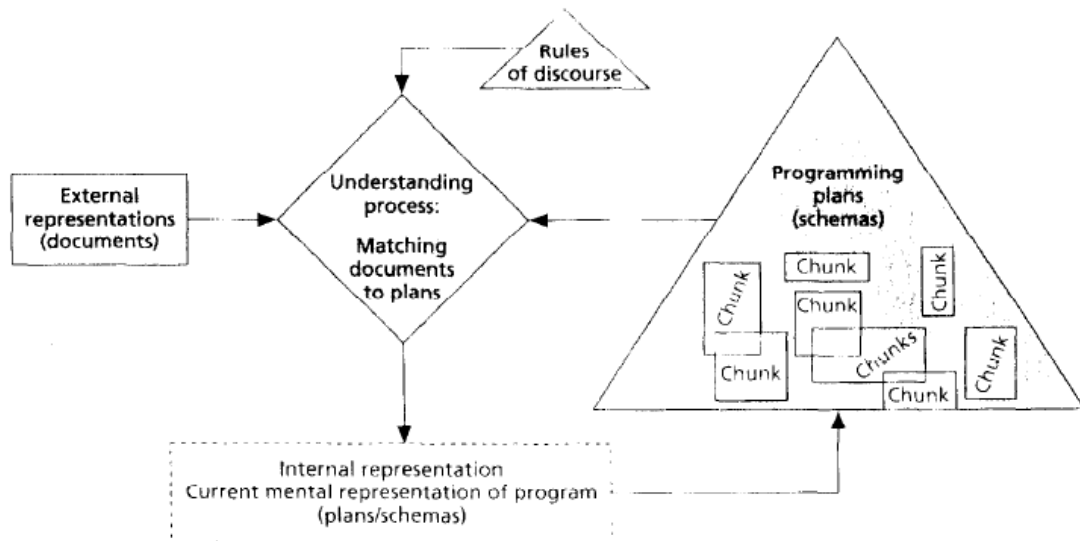 Rules
of discourse
External
representations
(documents)
Understanding
process:
Matching
documents
to plans
Programming
plans
(schemas)
Chunk
Chunk
Chunk
Chunk
Chunks
Chunk
Chunk
Chunk
Internal representation
Current mental representation of program
(plans/schemas)